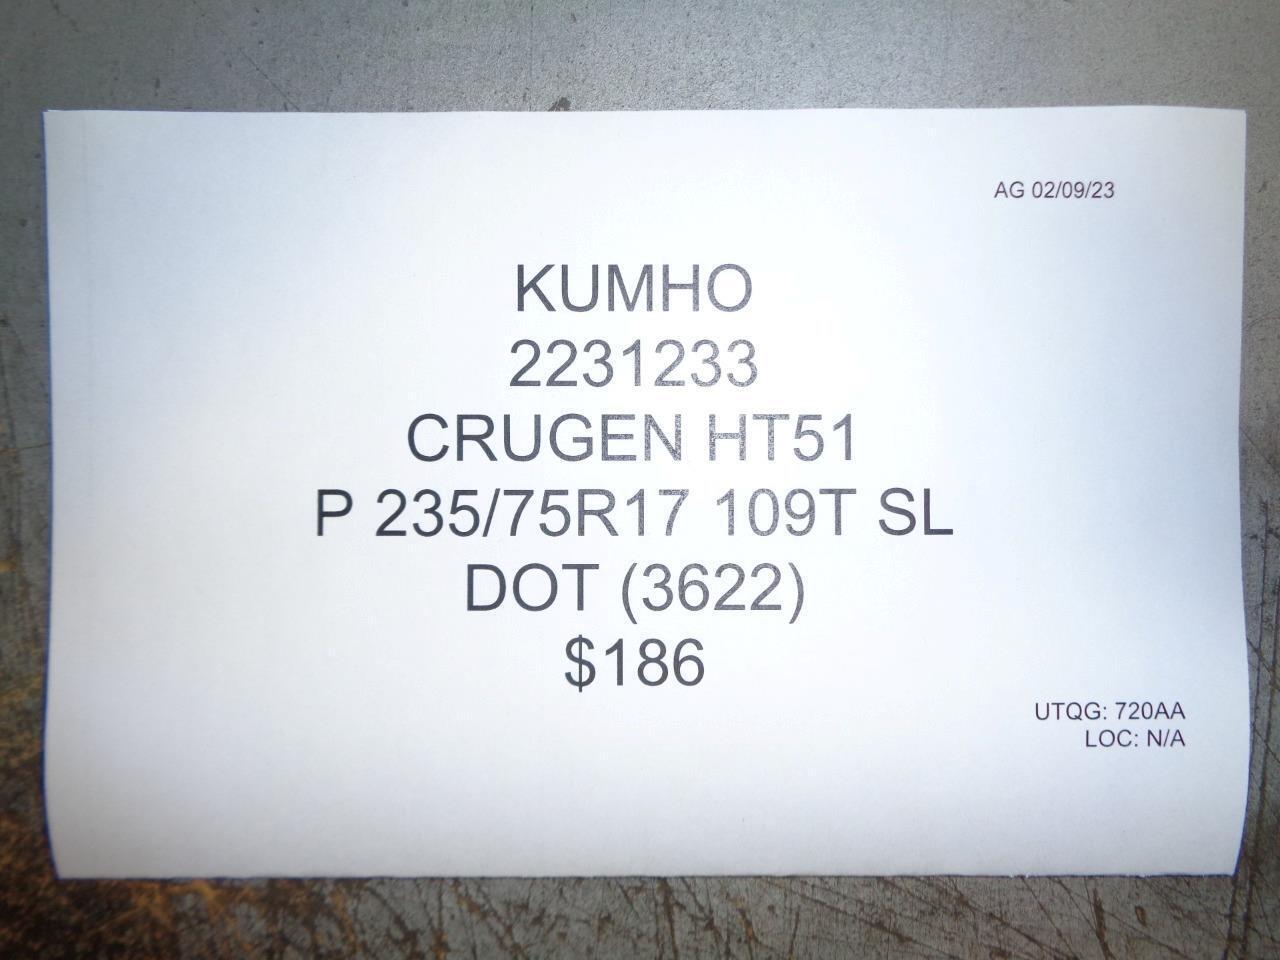 AG 02/09/23
KUMHO
2231233
CRUGEN HT51
P 235/75R17 109T SL
DOT (3622)
$186
UTQG: 720AA
LOC: N/A